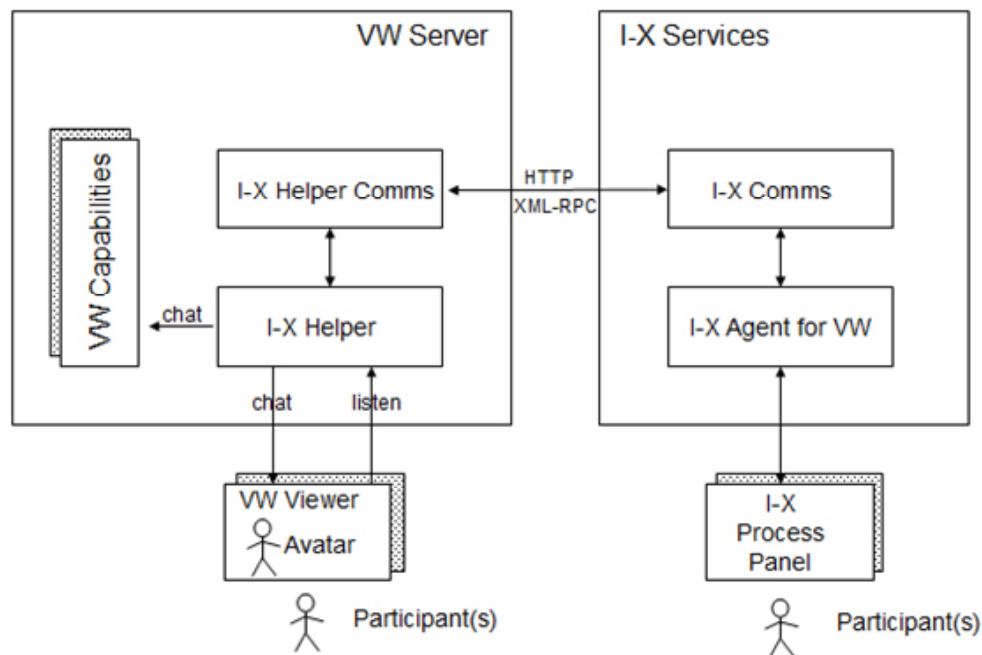 VW Server
I-X Services
VW Capabilities
I-X Helper Comms
HTTP
XML-RPC
I-X Comms
chat
I-X Helper
I-X Agent for VW
chat
listen
VW Viewer
Avatar
I-X
Process
Panel
Participant(s)
Participant(s)